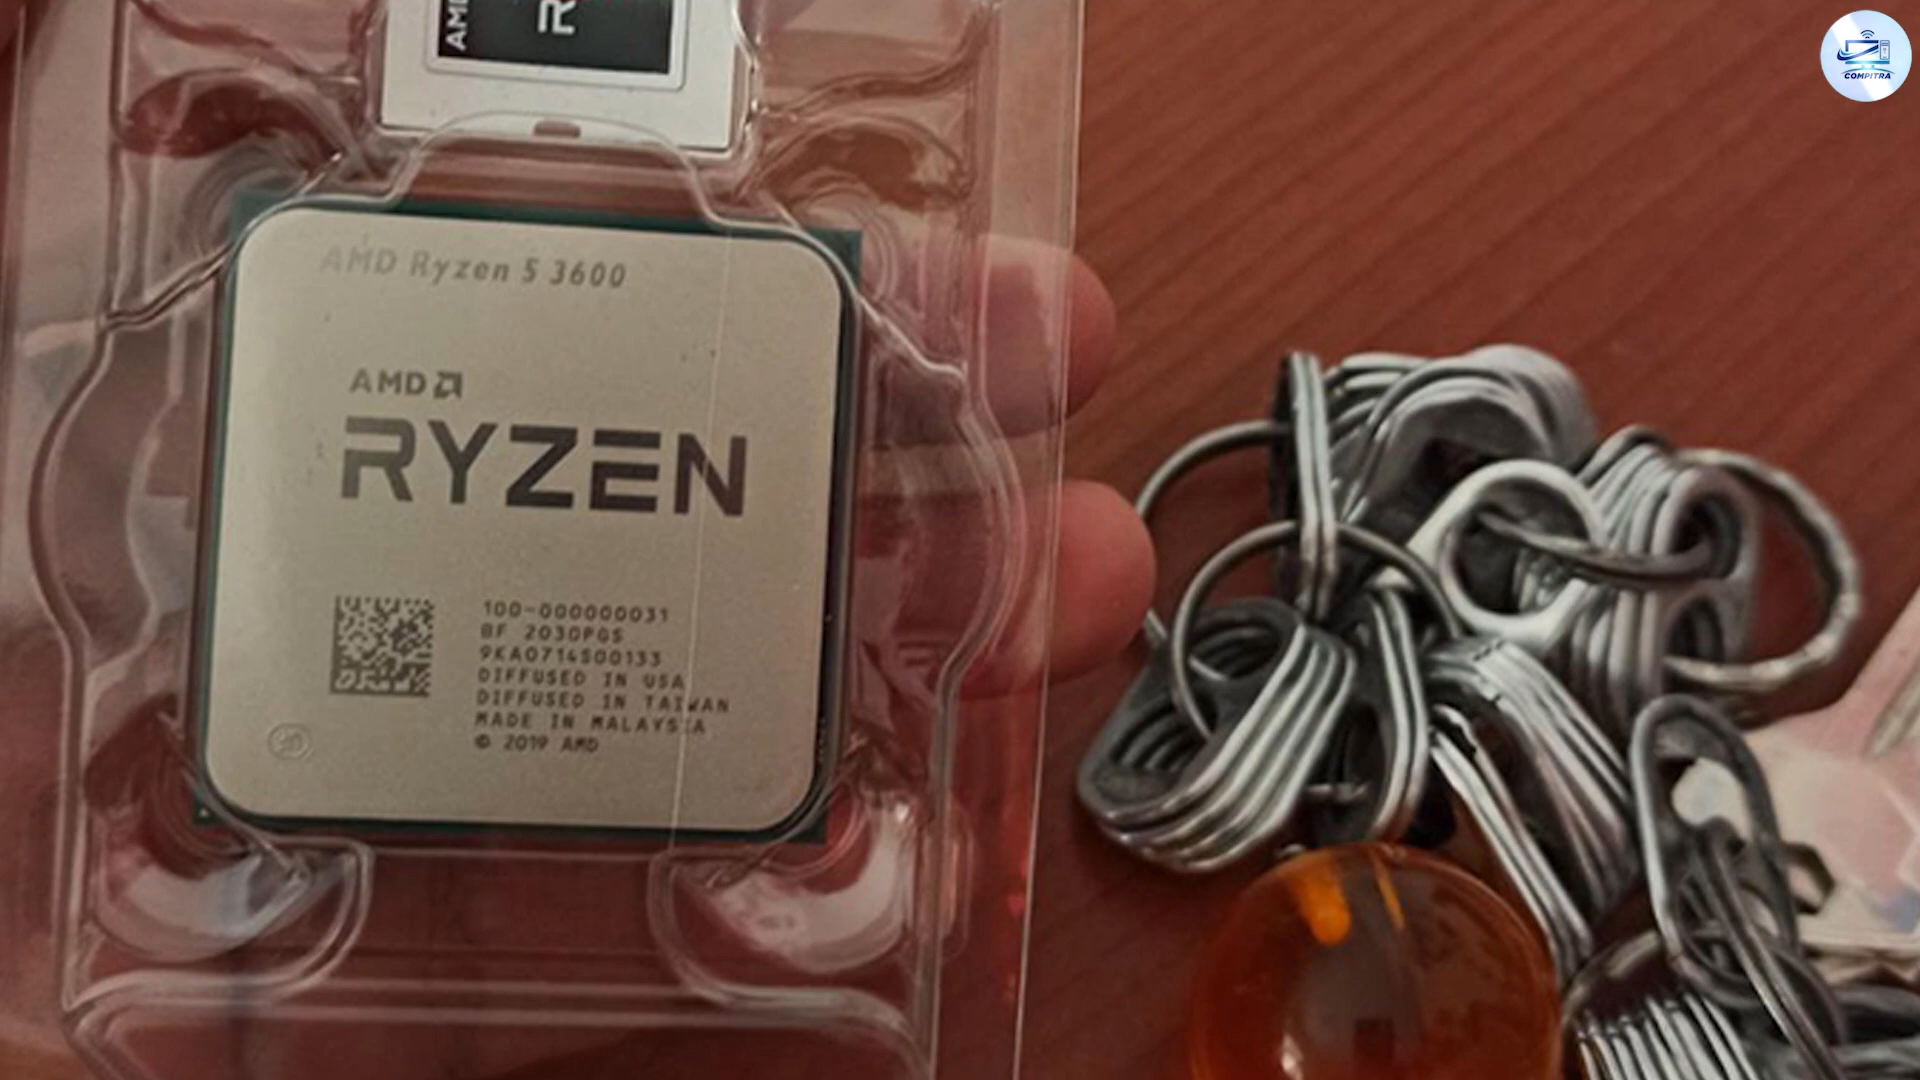 AMD
R
COMPITRA
AMD Ryzen 5 3600
AMD
RYZEN
100-000000031
BF 2030PGS
9KA0714S00133
DIFFUSED IN USA
DIFFUSED IN TAIWAN
MADE IN MALAYSIA
© 2019 AMD